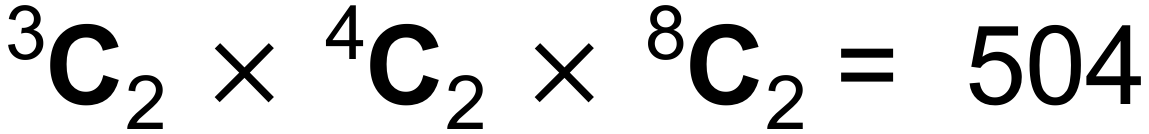 ³C₂ × ⁴C₂ × ⁸C₂ = 504